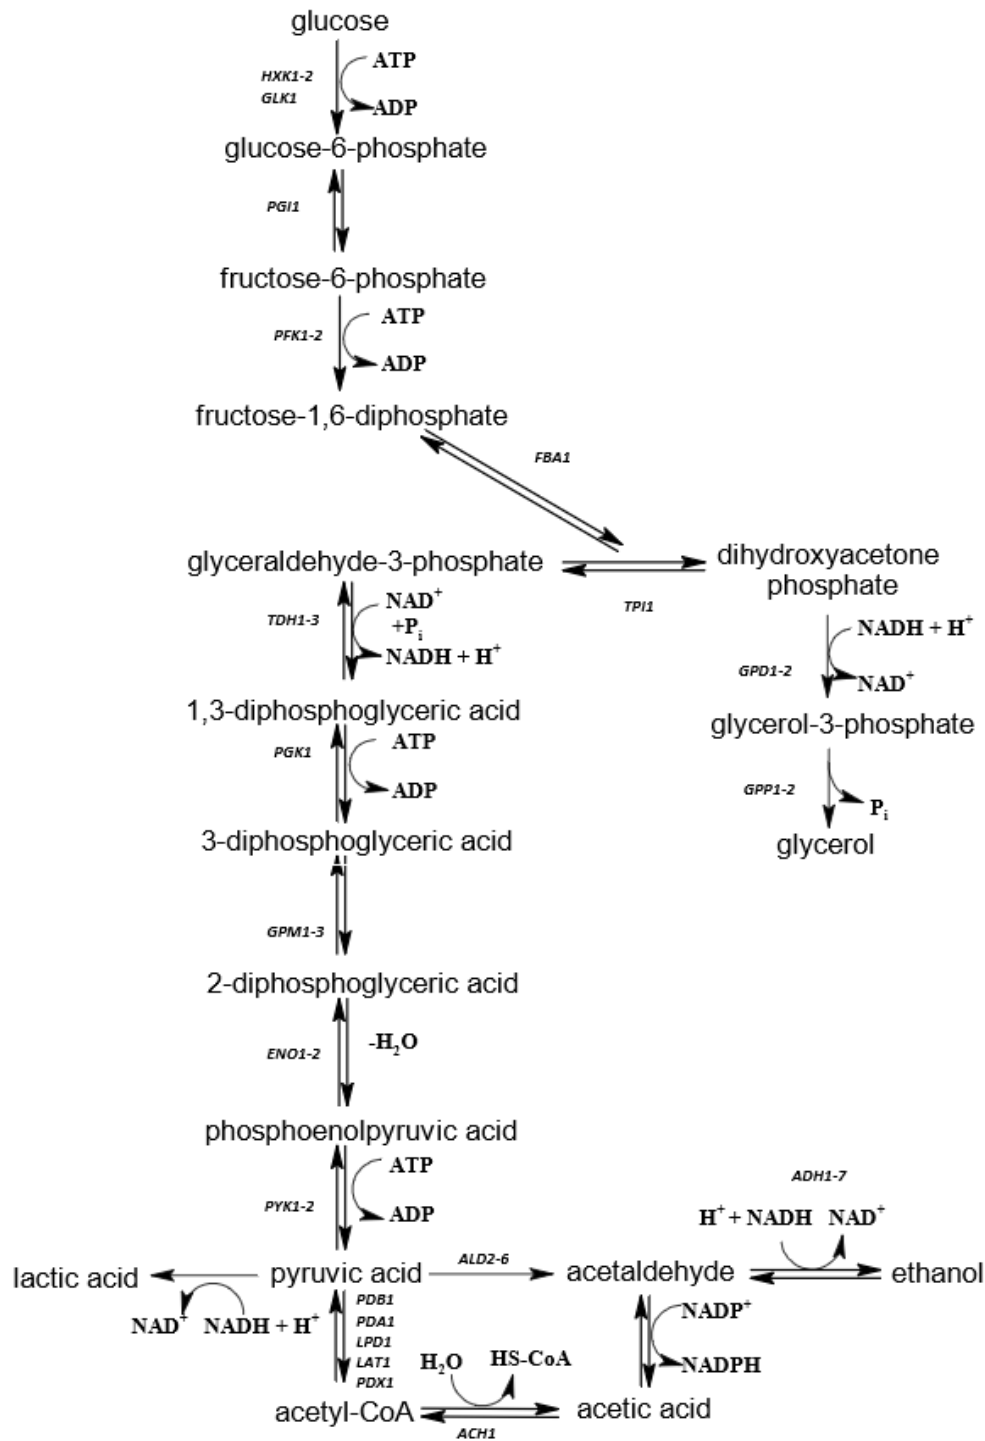 glucose
HXK1-2
GLK1
ATP
ADP
glucose-6-phosphate
PGI1
fructose-6-phosphate
PFK1-2
ATP
ADP
fructose-1,6-diphosphate
FBA1
glyceraldehyde-3-phosphate
dihydroxyacetone
phosphate
TPI1
TDH1-3
NAD⁺
+Pᵢ
NADH + H⁺
NADH + H⁺
GPD1-2
NAD⁺
1,3-diphosphoglyceric acid
glycerol-3-phosphate
PGK1
ATP
ADP
GPP1-2
Pᵢ
3-diphosphoglyceric acid
glycerol
GPM1-3
2-diphosphoglyceric acid
ENO1-2
-H₂O
phosphoenolpyruvic acid
PYK1-2
ATP
ADP
ADH1-7
H⁺ + NADH NAD⁺
lactic acid
pyruvic acid
ALD2-6
acetaldehyde
ethanol
NAD⁺ NADH + H⁺
PDB1
PDA1
LPD1
LAT1
PDX1
NADP⁺
NADPH
H₂O
HS-CoA
acetyl-CoA
ACH1
acetic acid